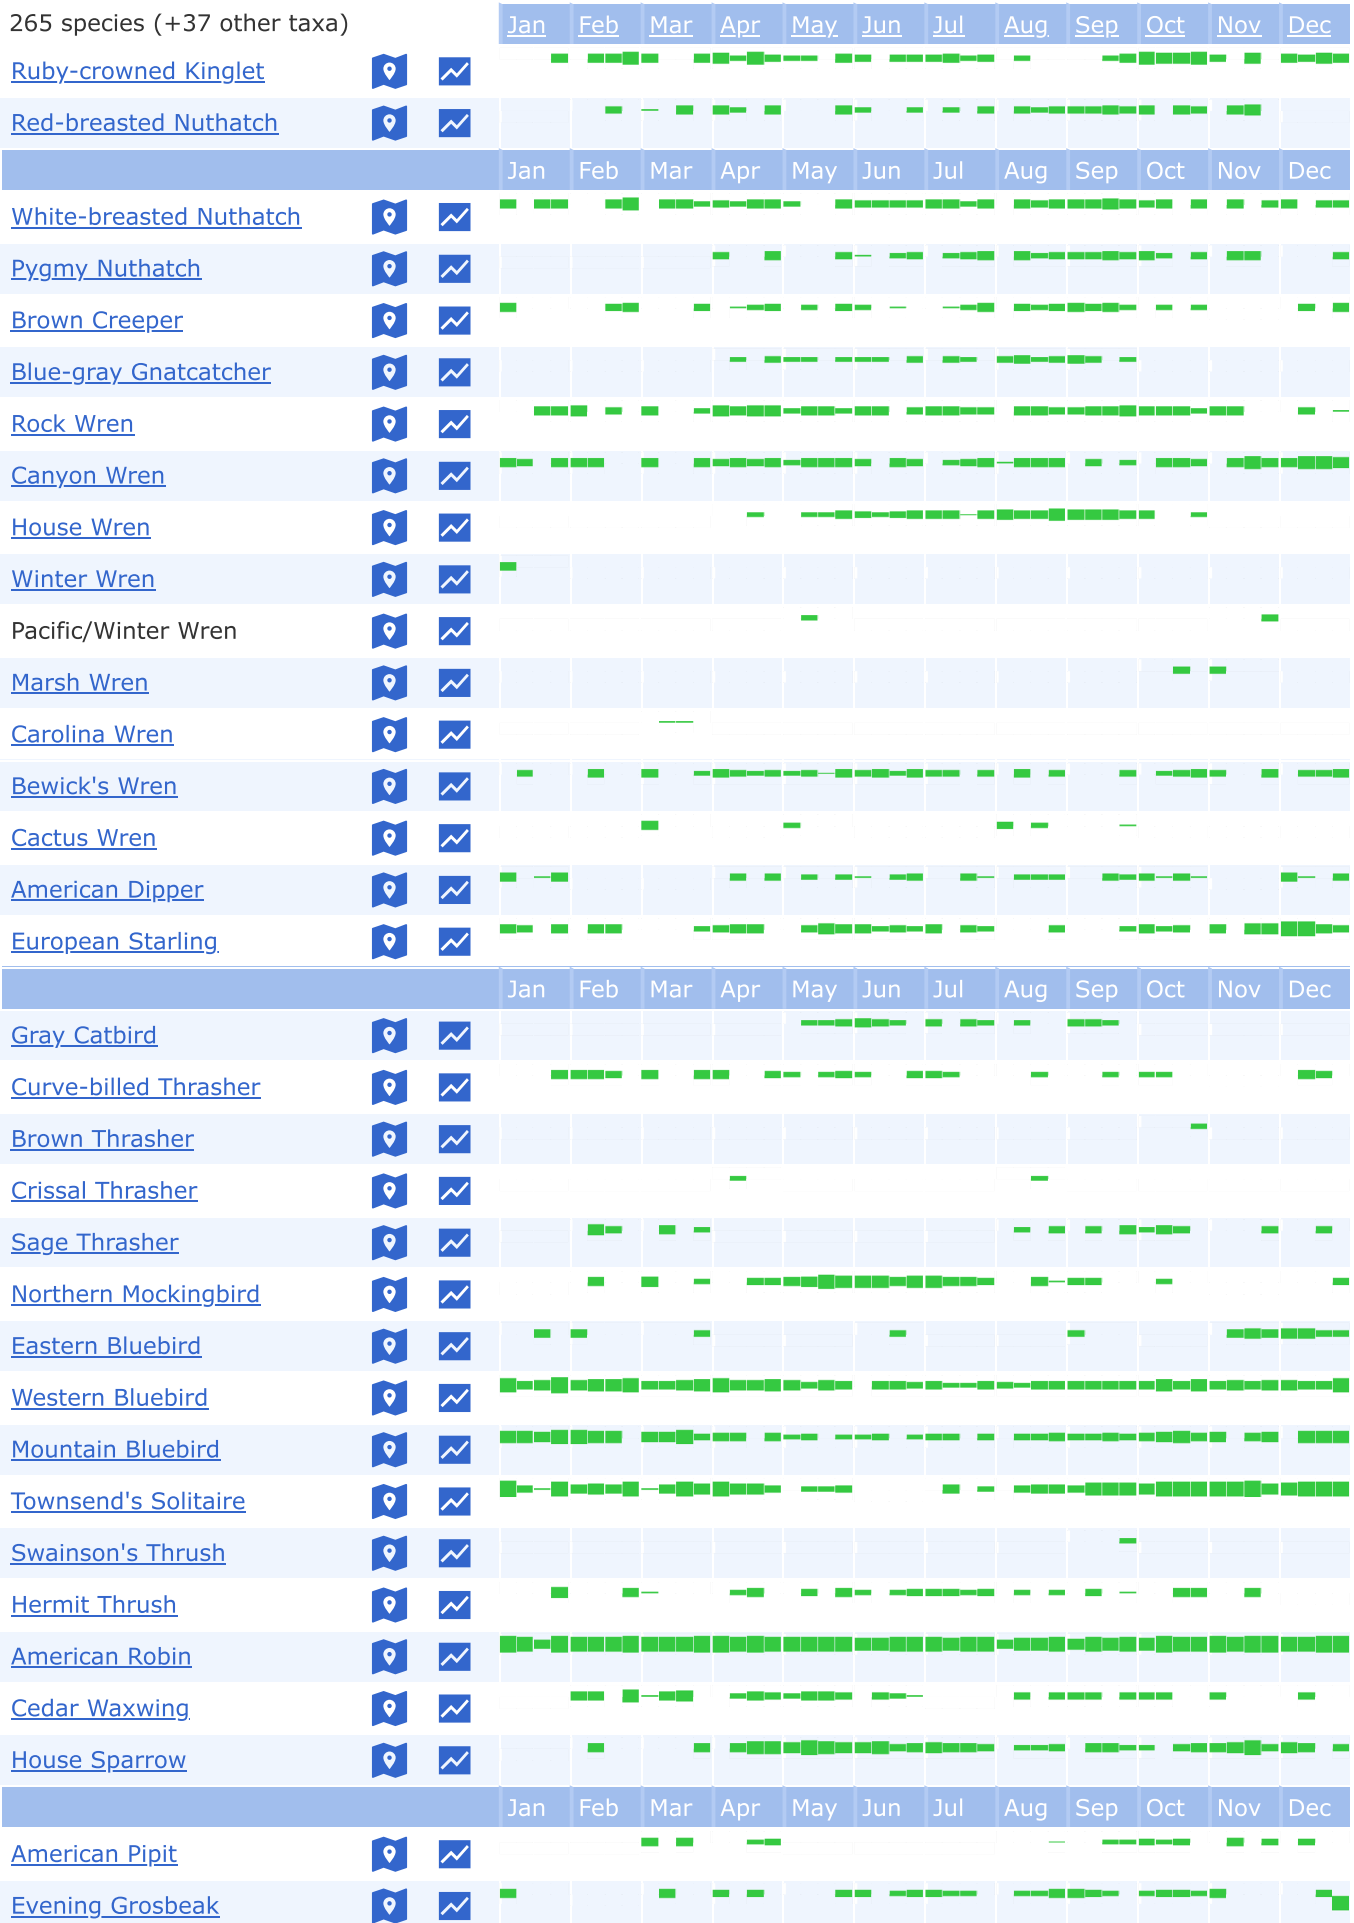 265 species (+37 other taxa) Jan Feb Mar Apr May Jun Jul Aug Sep Oct Nov Dec
Ruby-crowned Kinglet
Red-breasted Nuthatch
Jan Feb Mar Apr May Jun Jul Aug Sep Oct Nov Dec
White-breasted Nuthatch
Pygmy Nuthatch
Brown Creeper
Blue-gray Gnatcatcher
Rock Wren
Canyon Wren
House Wren
Winter Wren
Pacific/Winter Wren
Marsh Wren
Carolina Wren
Bewick's Wren
Cactus Wren
American Dipper
European Starling
Jan Feb Mar Apr May Jun Jul Aug Sep Oct Nov Dec
Gray Catbird
Curve-billed Thrasher
Brown Thrasher
Crissal Thrasher
Sage Thrasher
Northern Mockingbird
Eastern Bluebird
Western Bluebird
Mountain Bluebird
Townsend's Solitaire
Swainson's Thrush
Hermit Thrush
American Robin
Cedar Waxwing
House Sparrow
Jan Feb Mar Apr May Jun Jul Aug Sep Oct Nov Dec
American Pipit
Evening Grosbeak